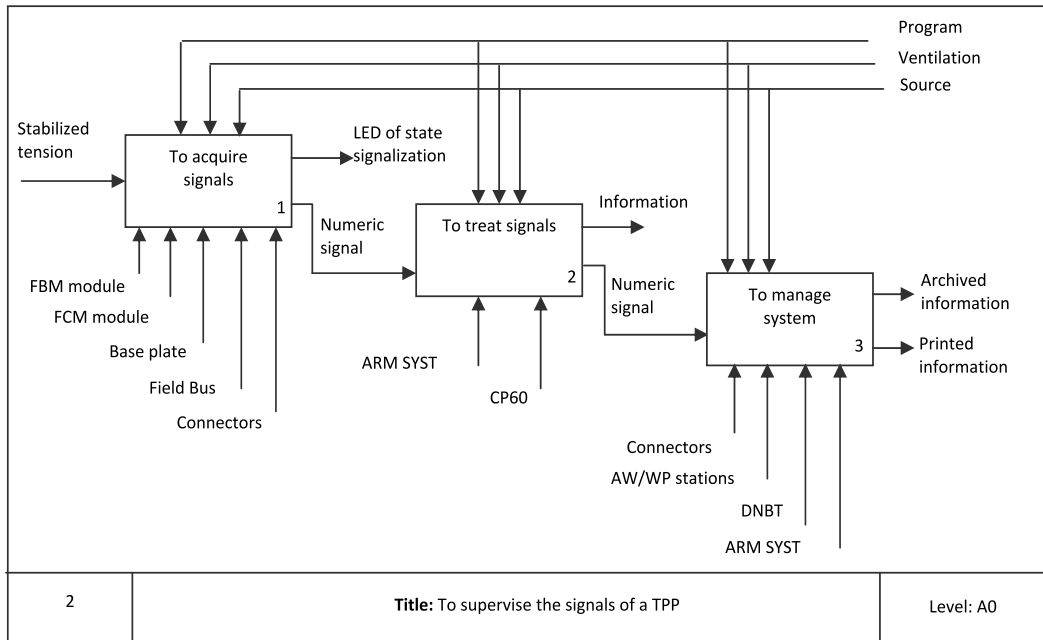 Program
Ventilation
Source
Stabilized
tension
To acquire
signals
1
LED of state
signalization
Numeric
signal
To treat signals
2
Information
Numeric
signal
To manage
system
3
Archived
information
Printed
information
FBM module
FCM module
Base plate
Field Bus
Connectors
ARM SYST
CP60
Connectors
AW/WP stations
DNBT
ARM SYST
2
Title: To supervise the signals of a TPP
Level: A0